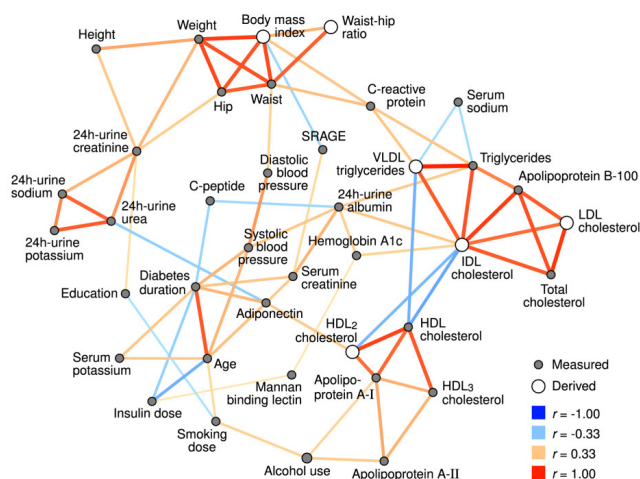 Weight
Body mass
index
Waist-hip
ratio
Height
Hip
Waist
C-reactive
protein
Serum
sodium
24h-urine
creatinine
SRAGE
VLDL
triglycerides
Triglycerides
Diastolic
blood
pressure
Apolipoprotein B-100
24h-urine
sodium
24h-urine
urea
C-peptide
24h-urine
albumin
LDL
cholesterol
24h-urine
potassium
Systolic
blood
pressure
Hemoglobin A1c
IDL
cholesterol
Total
cholesterol
Diabetes
duration
Serum
creatinine
Education
Adiponectin
HDL2
cholesterol
HDL
cholesterol
Serum
potassium
Age
Mannan
binding lectin
Apolipo-
protein A-I
HDL3
cholesterol
Insulin dose
Smoking
dose
Alcohol use
Apolipoprotein A-II
Measured
Derived
r = -1.00
r = -0.33
r = 0.33
r = 1.00